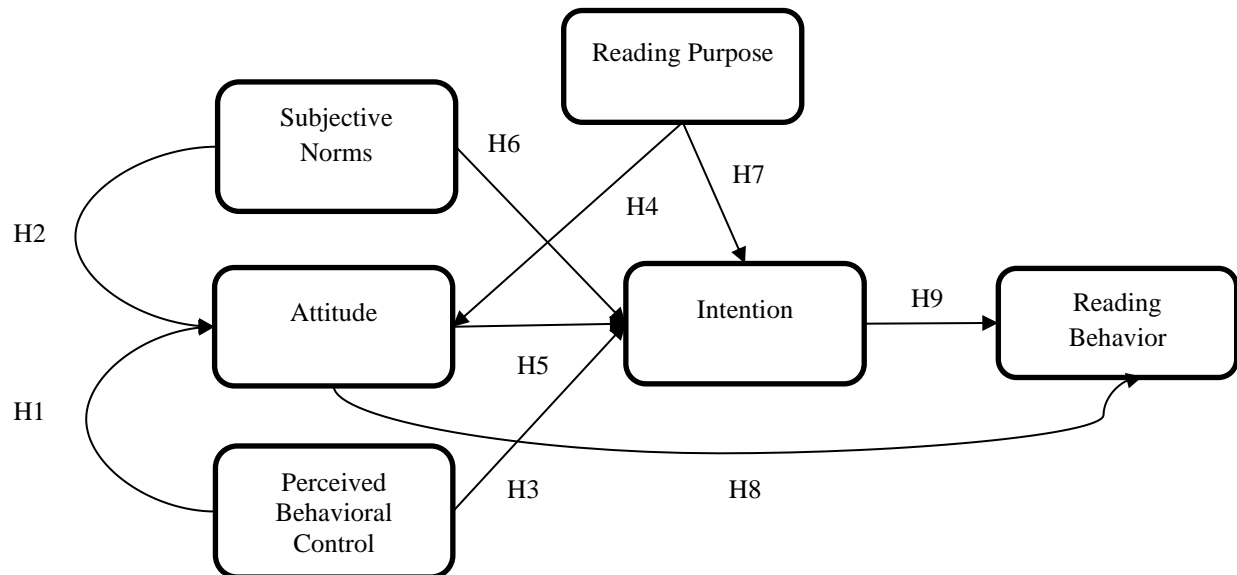 Reading Purpose
Subjective
Norms
H6
H7
H4
H2
Attitude
Intention
H9
Reading
Behavior
H5
H1
Perceived
Behavioral
Control
H3
H8